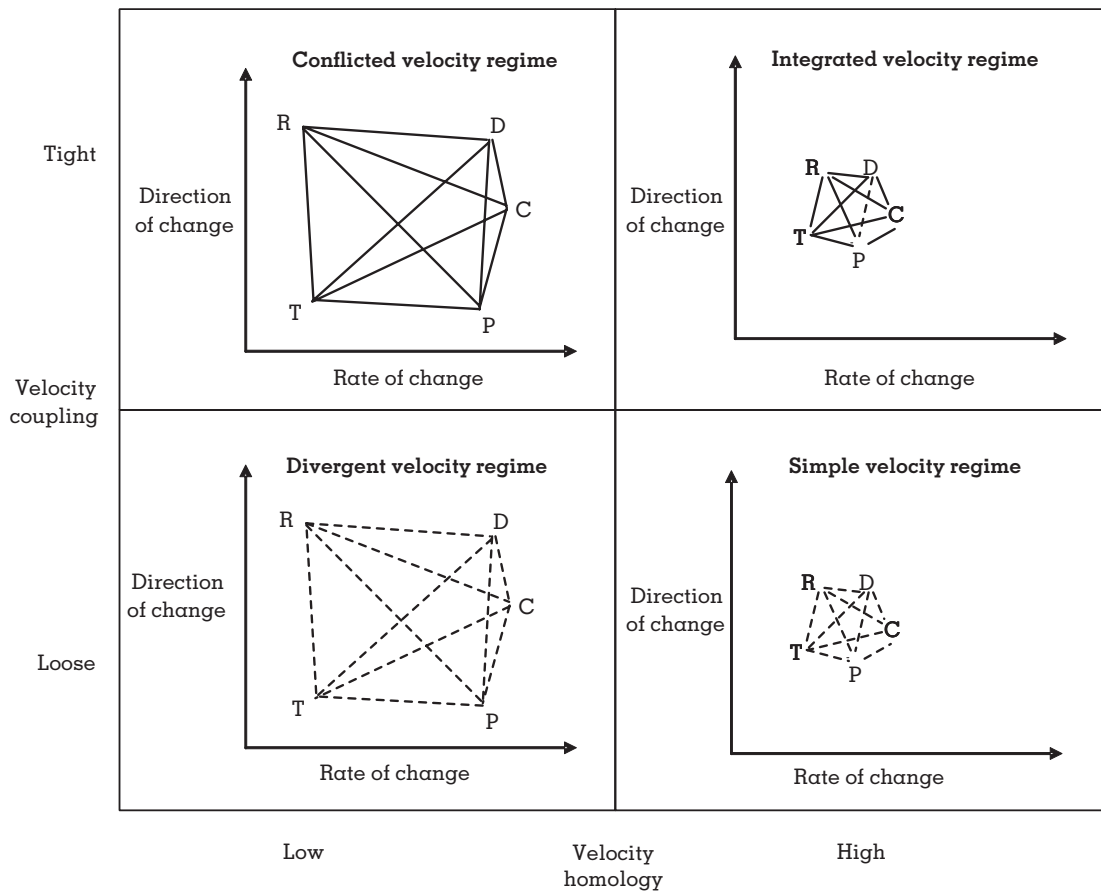 Conflicted velocity regime
R
D
Tight
Direction
of change
C
T
P
Rate of change
Integrated velocity regime
R
D
Direction
of change
C
T
P
Rate of change
Velocity
coupling
Divergent velocity regime
R
D
Direction
of change
C
Loose
T
P
Rate of change
Simple velocity regime
R
D
Direction
of change
C
T
P
Rate of change
Low
Velocity
homology
High